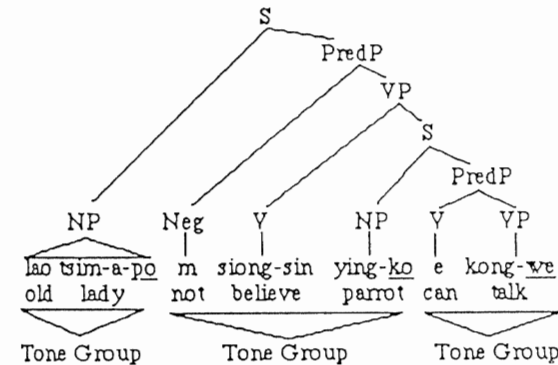 S
PredP
VP
S
PredP
NP Neg V NP V VP
lao tsim-a-po m siong-sin ying-ko e kong-we
old lady not believe parrot can talk
Tone Group Tone Group Tone Group